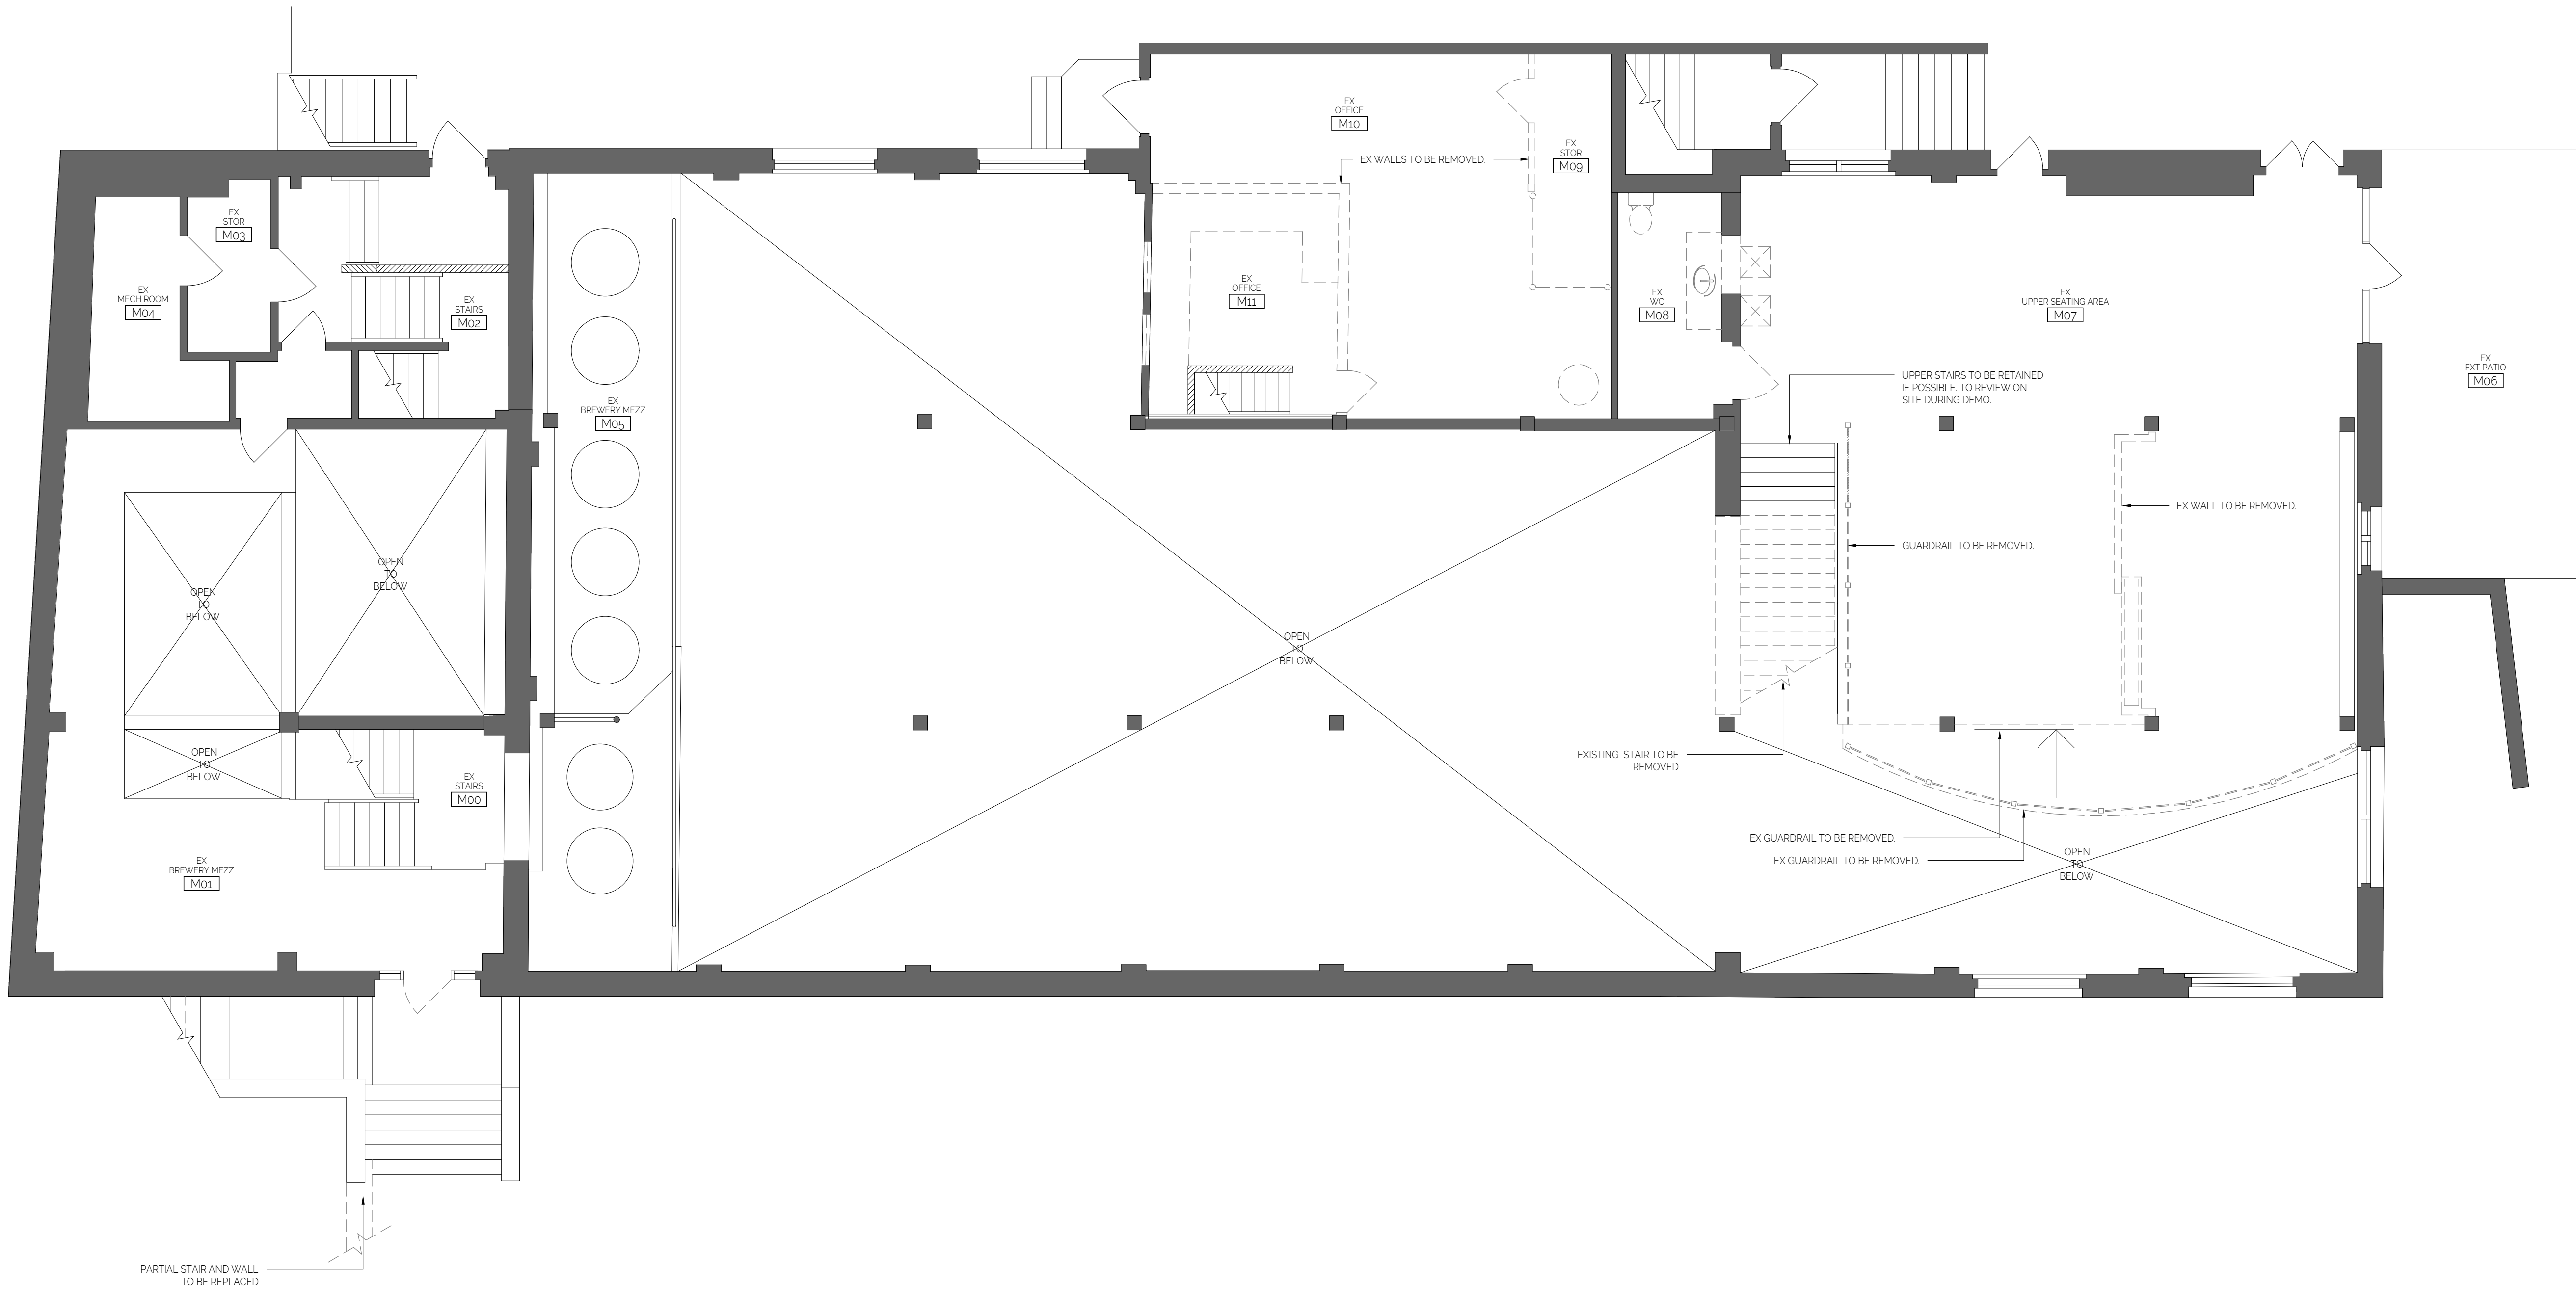 EX
OFFICE
M10
EX WALLS TO BE REMOVED.
EX
STOR
M09
EX
STOR
M03
EX
MECH ROOM
M04
EX
STAIRS
M02
EX
OFFICE
M11
EX
WC
M08
EX
UPPER SEATING AREA
M07
EX
EXT PATIO
M06
EX
BREWERY MEZZ
M05
UPPER STAIRS TO BE RETAINED
IF POSSIBLE. TO REVIEW ON
SITE DURING DEMO.
EX WALL TO BE REMOVED.
GUARDRAIL TO BE REMOVED.
OPEN
TO
BELOW
OPEN
TO
BELOW
OPEN
TO
BELOW
OPEN
TO
BELOW
EXISTING STAIR TO BE
REMOVED
EX
STAIRS
M00
EX GUARDRAIL TO BE REMOVED.
EX GUARDRAIL TO BE REMOVED.
OPEN
TO
BELOW
EX
BREWERY MEZZ
M01
PARTIAL STAIR AND WALL
TO BE REPLACED